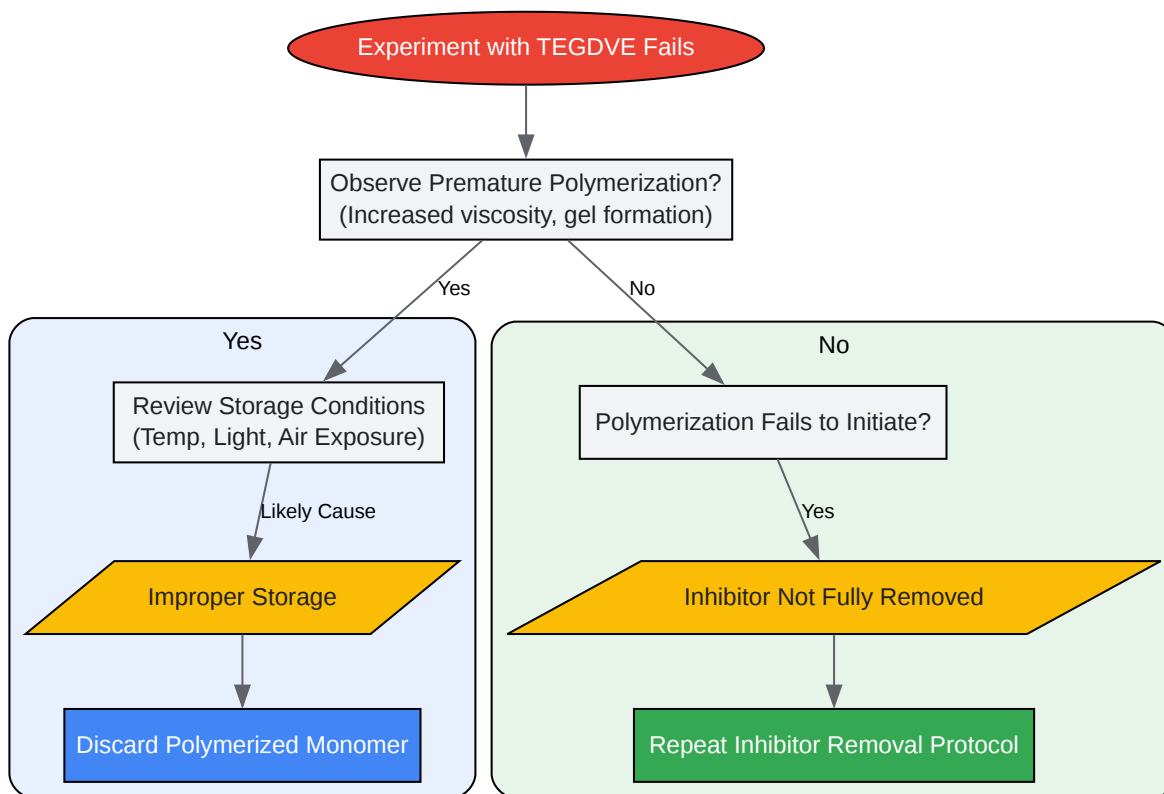 Experiment with TEGDVE Fails
Observe Premature Polymerization?
(Increased viscosity, gel formation)
Yes
No
Yes
No
Review Storage Conditions
(Temp, Light, Air Exposure)
Polymerization Fails to Initiate?
Likely Cause
Yes
Improper Storage
Inhibitor Not Fully Removed
Discard Polymerized Monomer
Repeat Inhibitor Removal Protocol